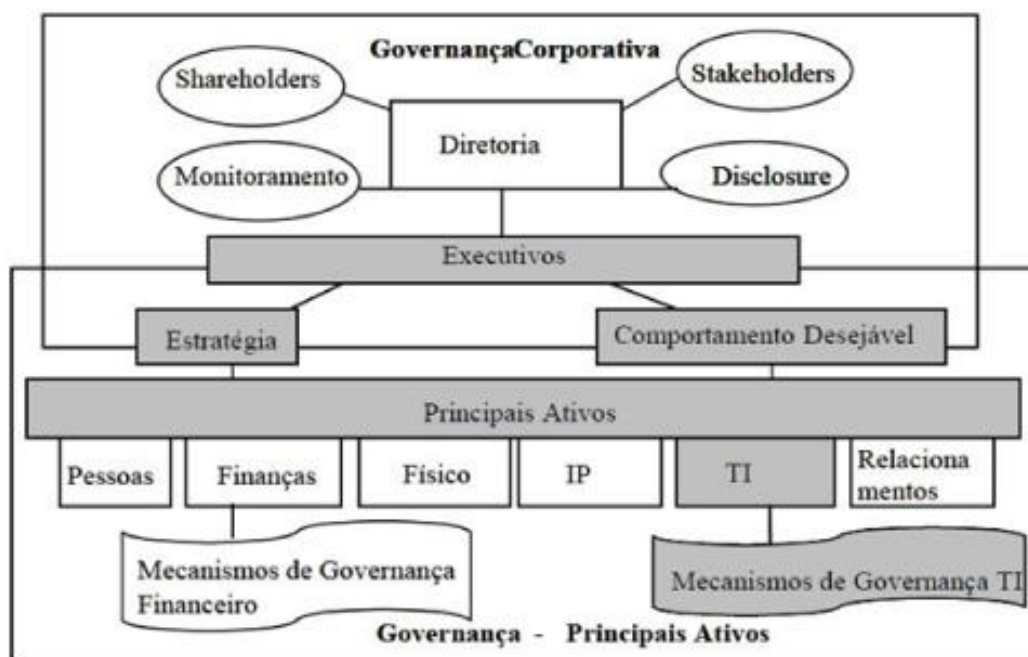 GovernançaCorporativa
Shareholders
Stakeholders
Diretoria
Monitoramento
Disclosure
Executivos
Estratégia
Comportamento Desejável
Principais Ativos
Pessoas
Finanças
Físico
IP
TI
Relaciona
mentos
Mecanismos de Governança
Financeiro
Mecanismos de Governança TI
Governança - Principais Ativos